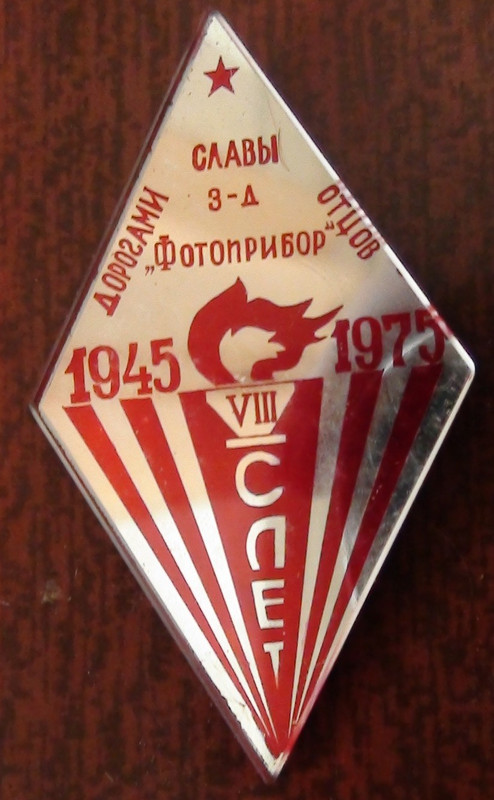 ДОРОГАМИ СЛАВЫ ОТЦОВ
З-Д
„Фотоприбор"
1945 1975
VIII
СЛЕТ